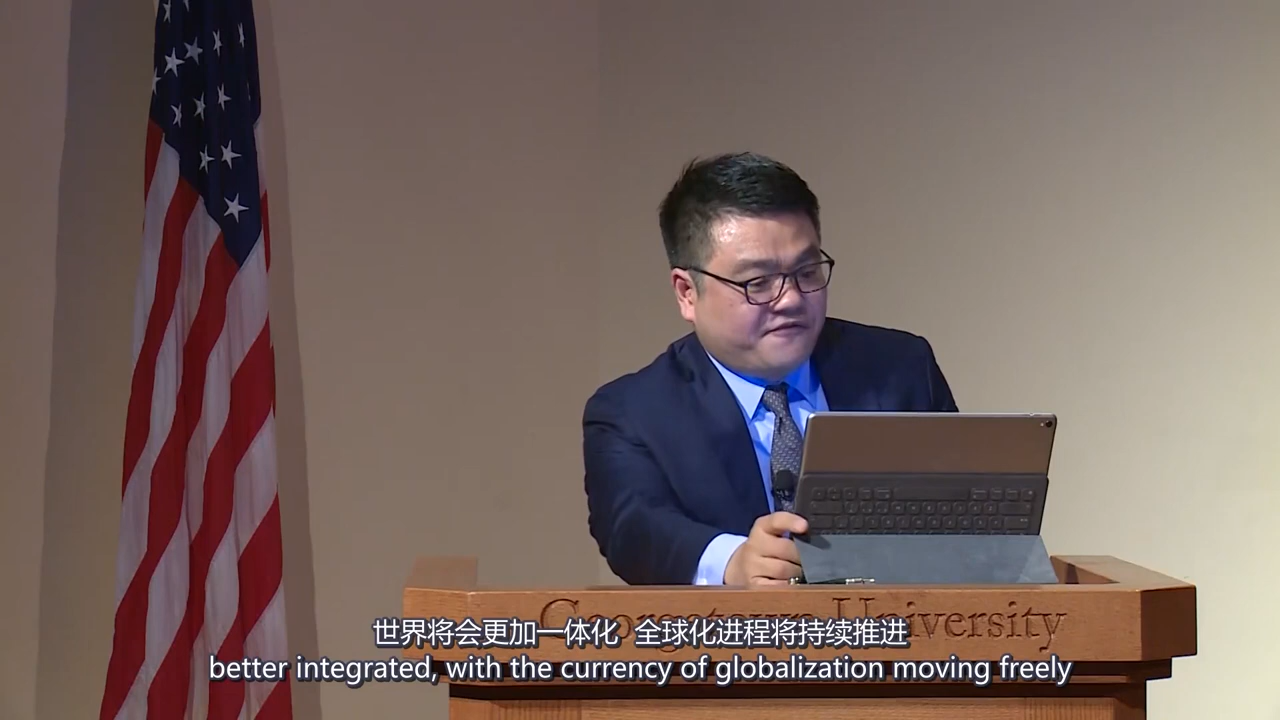 Georgetown University
世界将会更加一体化 全球化进程将持续推进
better integrated, with the currency of globalization moving freely